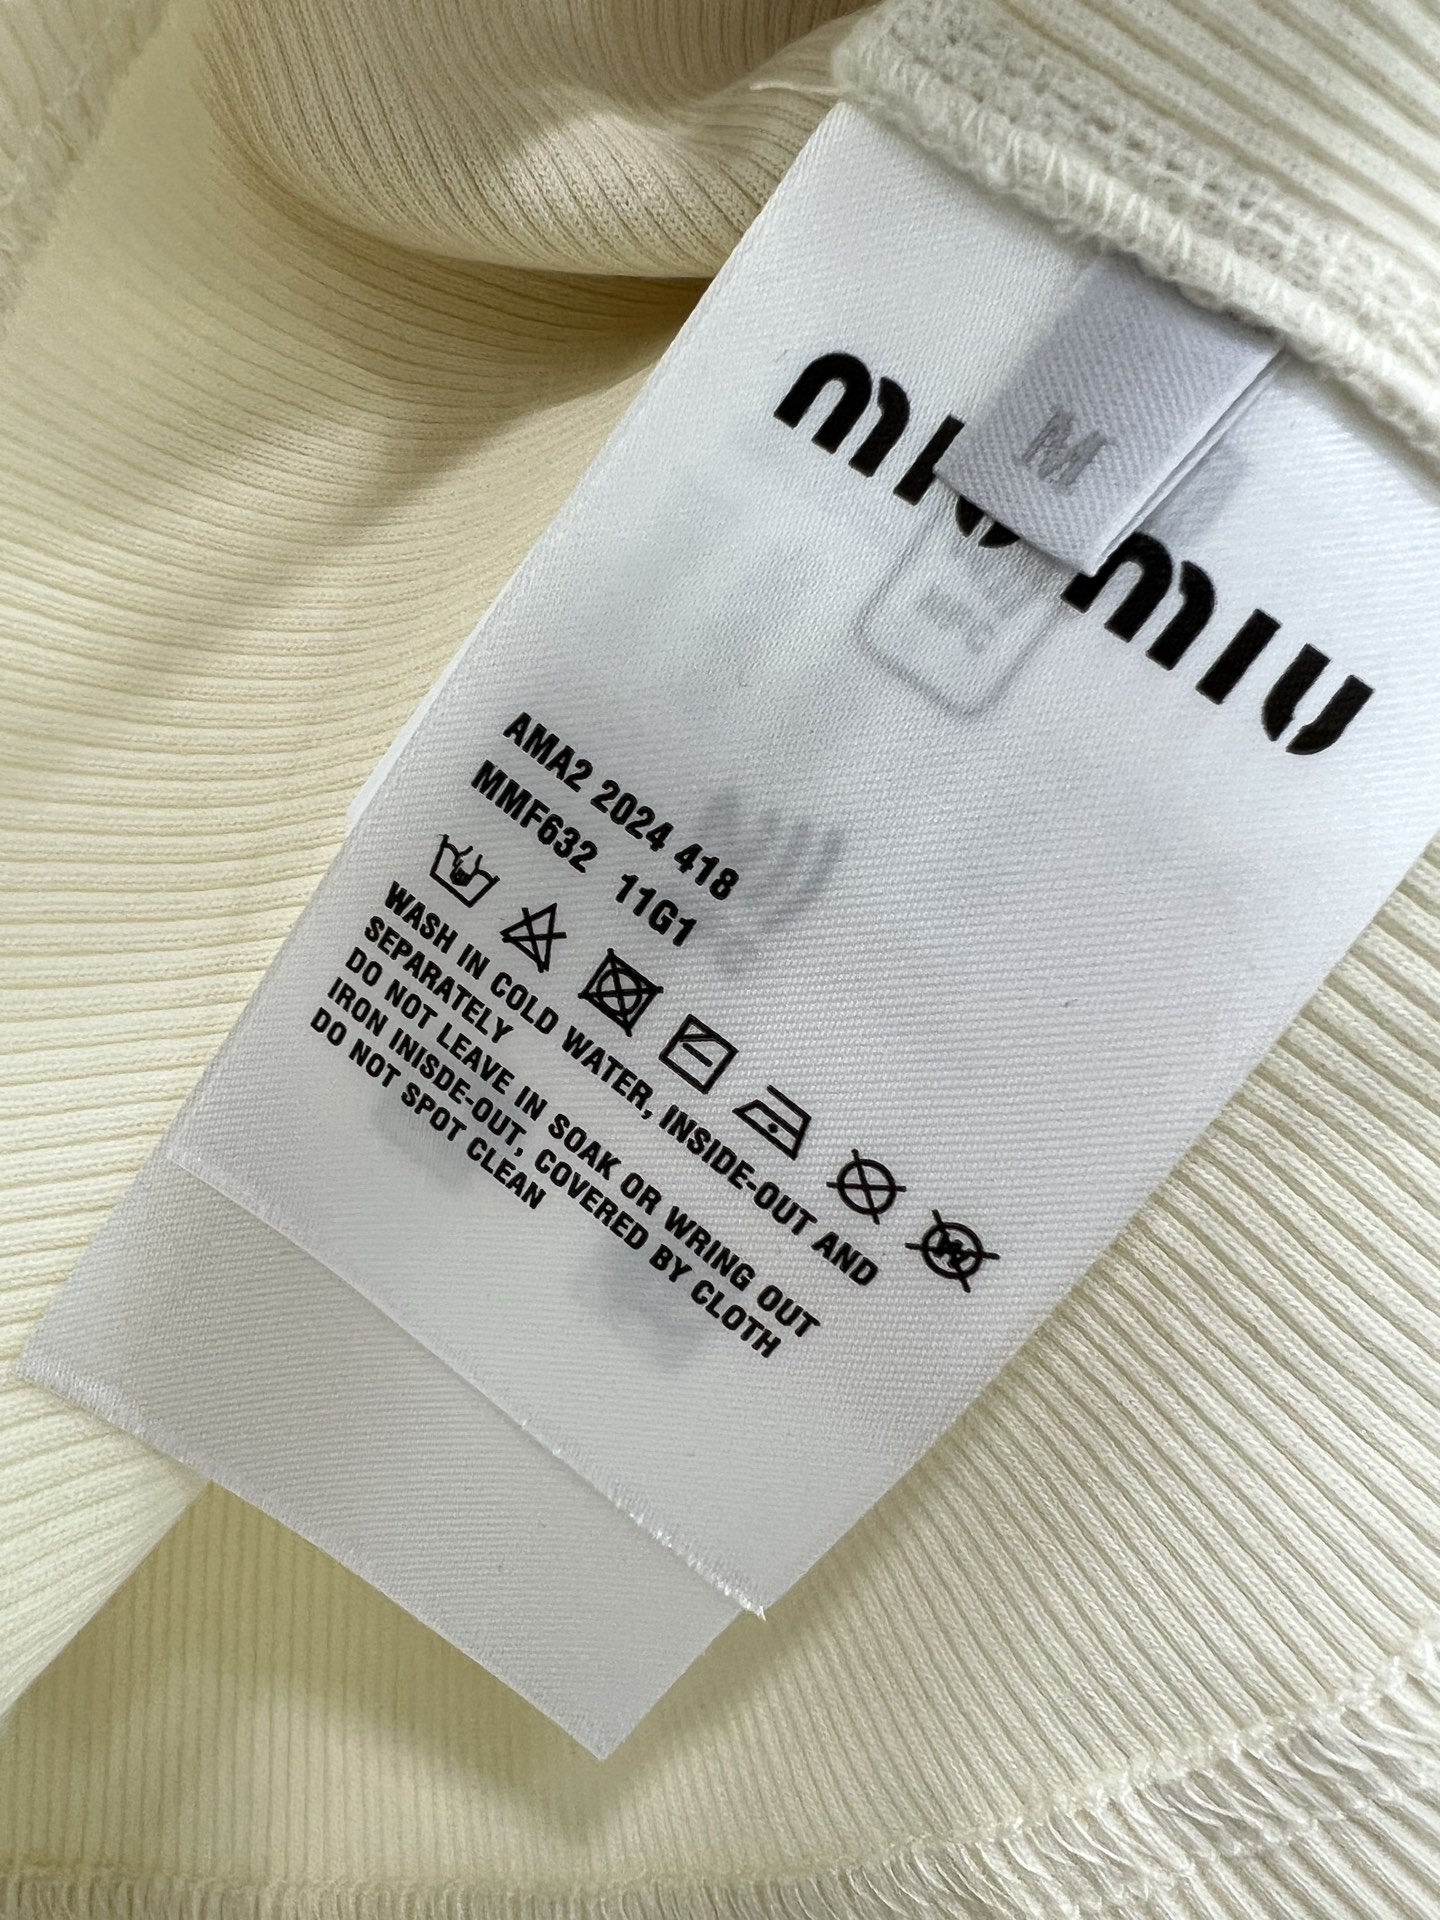 M
miu miu
AMA2 2024 418
MMF632 11G1
WASH IN COLD WATER, INSIDE-OUT AND
SEPARATELY
DO NOT LEAVE IN SOAK OR WRING OUT
IRON INISDE-OUT, COVERED BY CLOTH
DO NOT SPOT CLEAN